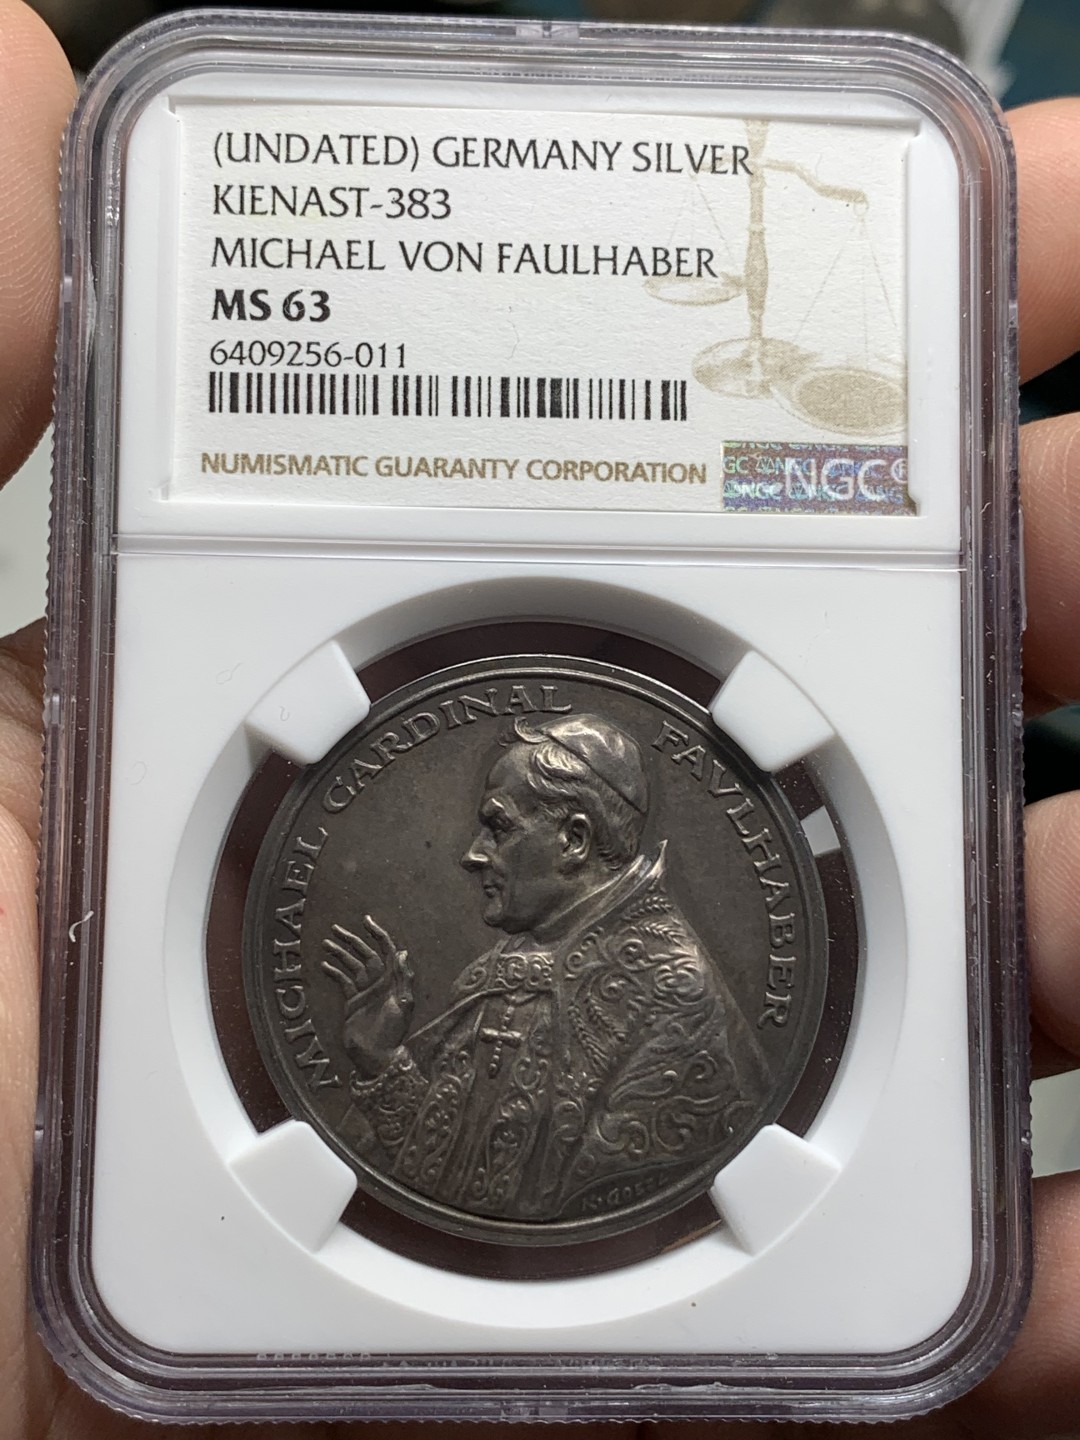 (UNDATED) GERMANY SILVER
KIENAST-383
MICHAEL VON FAULHABER
MS 63
6409256-011
NUMISMATIC GUARANTY CORPORATION
NGC
MICHAEL CARDINAL FAVLHABER
K·GOETZ